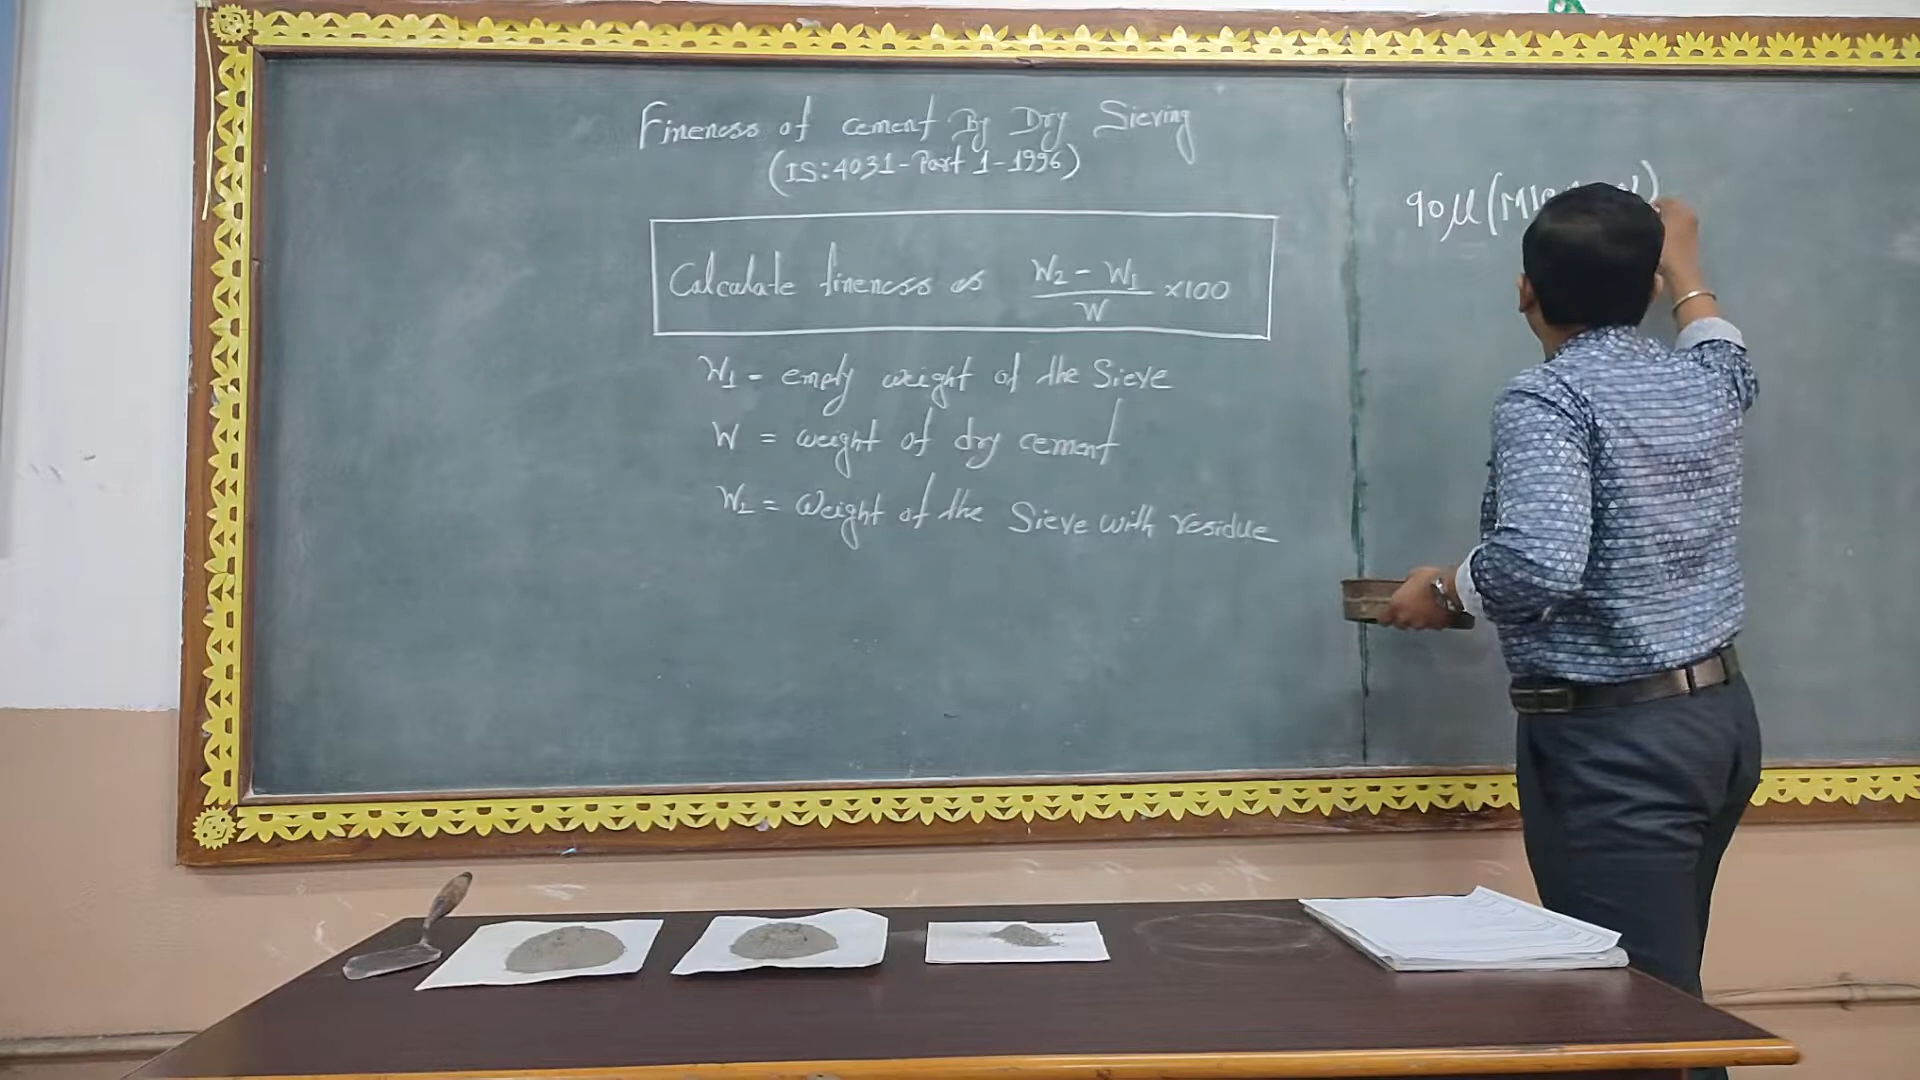 Fineness of cement By Dry Sieving
(IS:4031-Part 1-1996)
Calculate fineness as W₂ - W₁ / W ×100
W₁ - empty weight of the Sieve
W = weight of dry cement
W₂ = Weight of the Sieve with residue
90μ